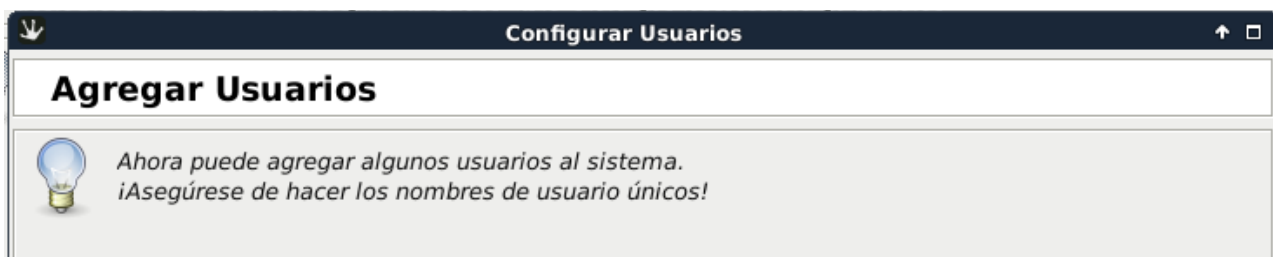 Configurar Usuarios
Agregar Usuarios
Ahora puede agregar algunos usuarios al sistema.
¡Asegúrese de hacer los nombres de usuario únicos!